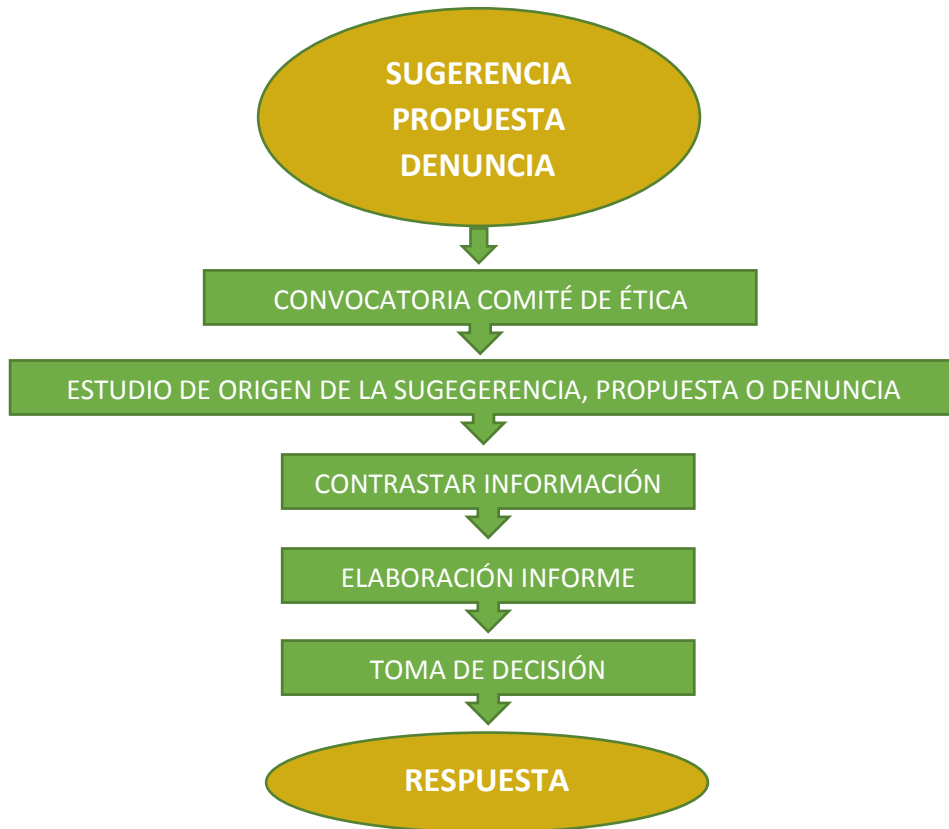 SUGERENCIA
PROPUESTA
DENUNCIA
CONVOCATORIA COMITÉ DE ÉTICA
ESTUDIO DE ORIGEN DE LA SUGEGERENCIA, PROPUESTA O DENUNCIA
CONTRASTAR INFORMACIÓN
ELABORACIÓN INFORME
TOMA DE DECISIÓN
RESPUESTA